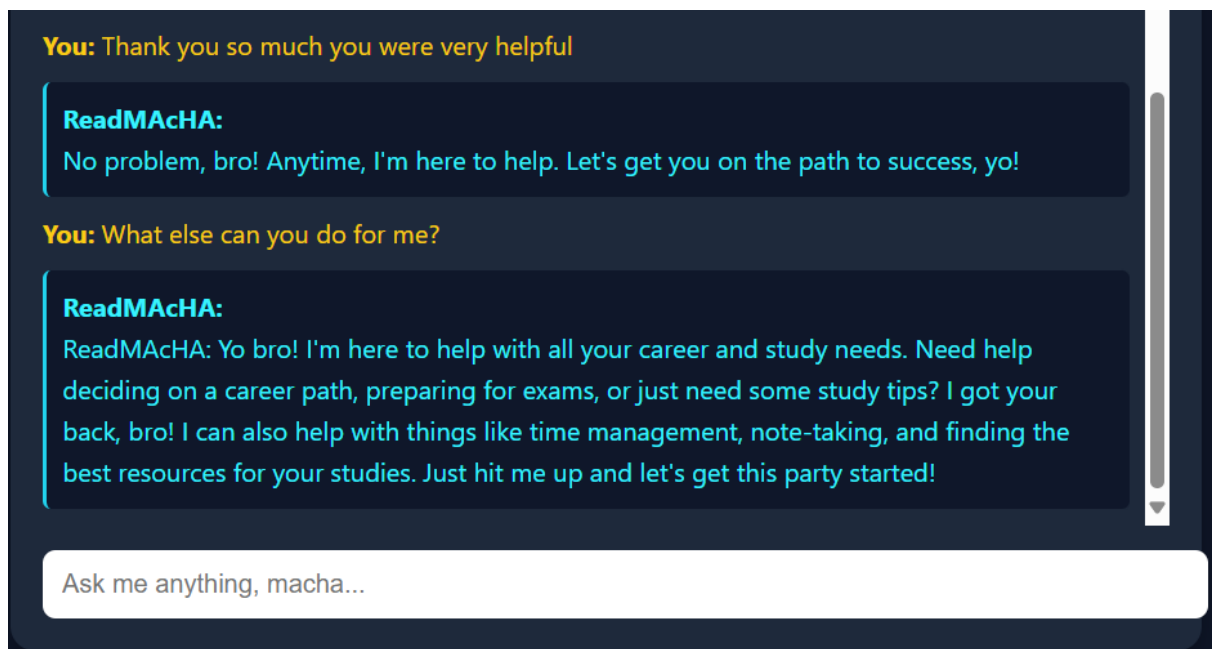 You: Thank you so much you were very helpful
ReadMAcHA:
No problem, bro! Anytime, I'm here to help. Let's get you on the path to success, yo!
You: What else can you do for me?
ReadMAcHA:
ReadMAcHA: Yo bro! I'm here to help with all your career and study needs. Need help
deciding on a career path, preparing for exams, or just need some study tips? I got your
back, bro! I can also help with things like time management, note-taking, and finding the
best resources for your studies. Just hit me up and let's get this party started!
Ask me anything, macha...